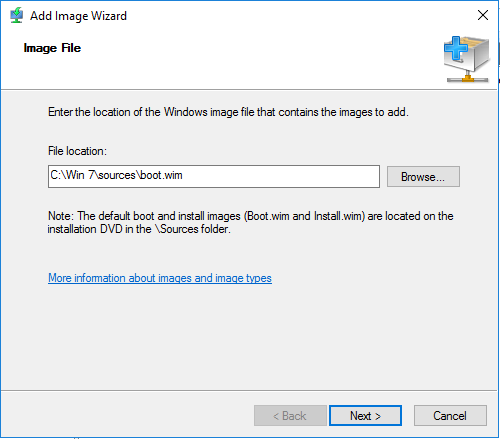 Add Image Wizard
Image File
Enter the location of the Windows image file that contains the images to add.
File location:
C:\Win 7\sources\boot.wim
Browse...
Note: The default boot and install images (Boot.wim and Install.wim) are located on the
installation DVD in the \Sources folder.
More information about images and image types
< Back
Next >
Cancel